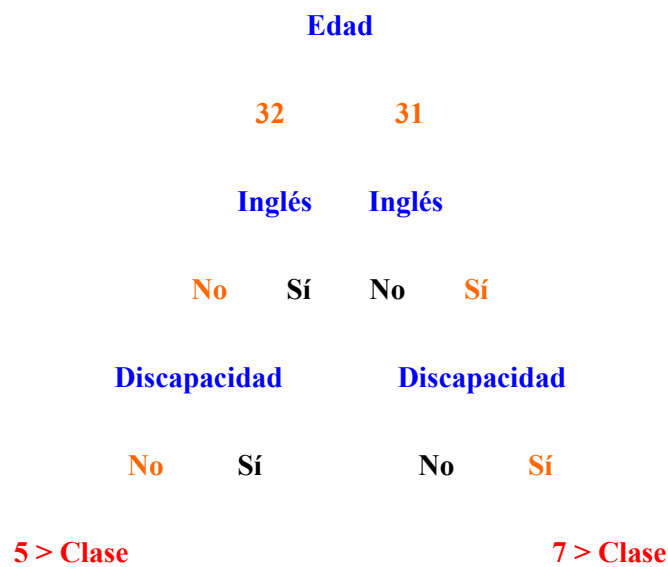 Edad
32 31
Inglés Inglés
No Sí No Sí
Discapacidad Discapacidad
No Sí No Sí
5 > Clase 7 > Clase